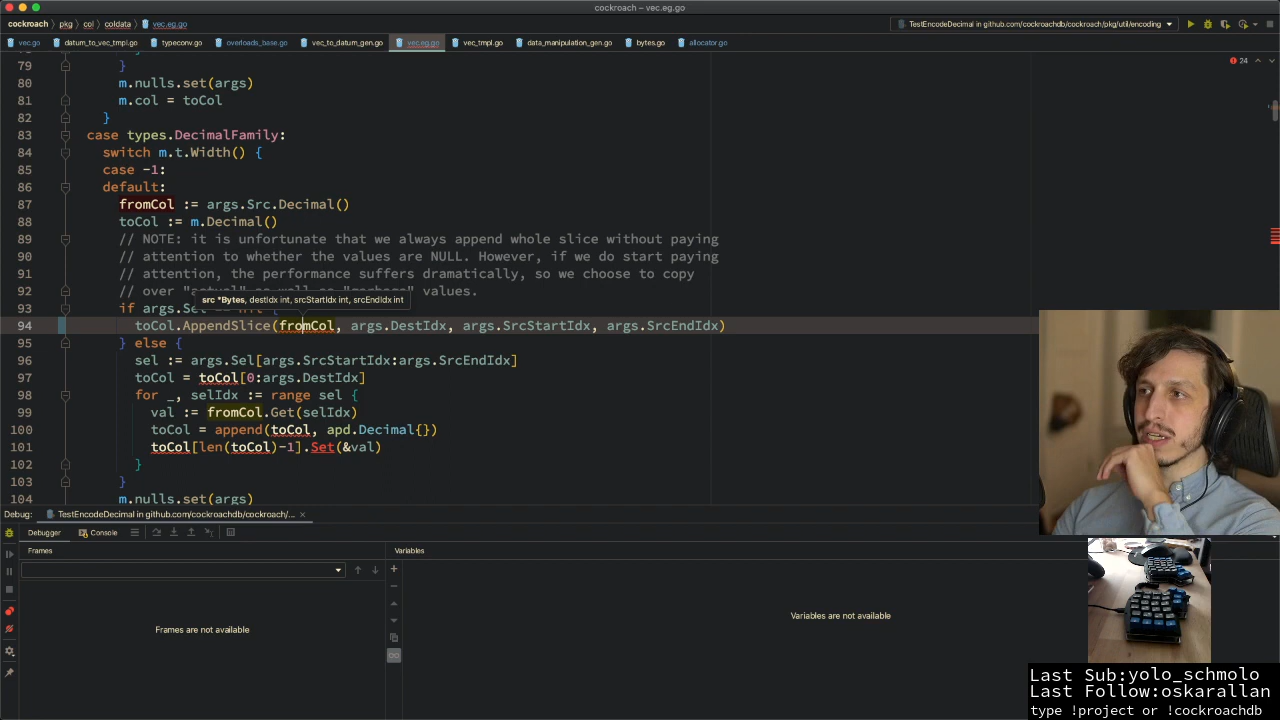 cockroach – vec.eg.go
cockroach › pkg › col › coldata › vec.eg.go
TestEncodeDecimal in github.com/cockroachdb/cockroach/pkg/util/encoding
vec.go datum_to_vec_tmpl.go typeconv.go overloads_base.go vec_to_datum_gen.go vec.eg.go vec_tmpl.go data_manipulation_gen.go bytes.go allocator.go
24
79 }
80 m.nulls.set(args)
81 m.col = toCol
82 }
83 case types.DecimalFamily:
84 switch m.t.Width() {
85 case -1:
86 default:
87 fromCol := args.Src.Decimal()
88 toCol := m.Decimal()
89 // NOTE: it is unfortunate that we always append whole slice without paying
90 // attention to whether the values are NULL. However, if we do start paying
91 // attention, the performance suffers dramatically, so we choose to copy
92 // over "actual" as well as "garbage" values.
src *Bytes, destIdx int, srcStartIdx int, srcEndIdx int
93 if args.Sel == nil {
94 toCol.AppendSlice(fromCol, args.DestIdx, args.SrcStartIdx, args.SrcEndIdx)
95 } else {
96 sel := args.Sel[args.SrcStartIdx:args.SrcEndIdx]
97 toCol = toCol[0:args.DestIdx]
98 for _, selIdx := range sel {
99 val := fromCol.Get(selIdx)
100 toCol = append(toCol, apd.Decimal{})
101 toCol[len(toCol)-1].Set(&val)
102 }
103 }
104 m.nulls.set(args)
Debug: TestEncodeDecimal in github.com/cockroachdb/cockroach/...
Debugger Console
Frames Variables
Frames are not available
Variables are not available
Last Sub:yolo_schmolo
Last Follow:oskarallan
type !project or !cockroachdb